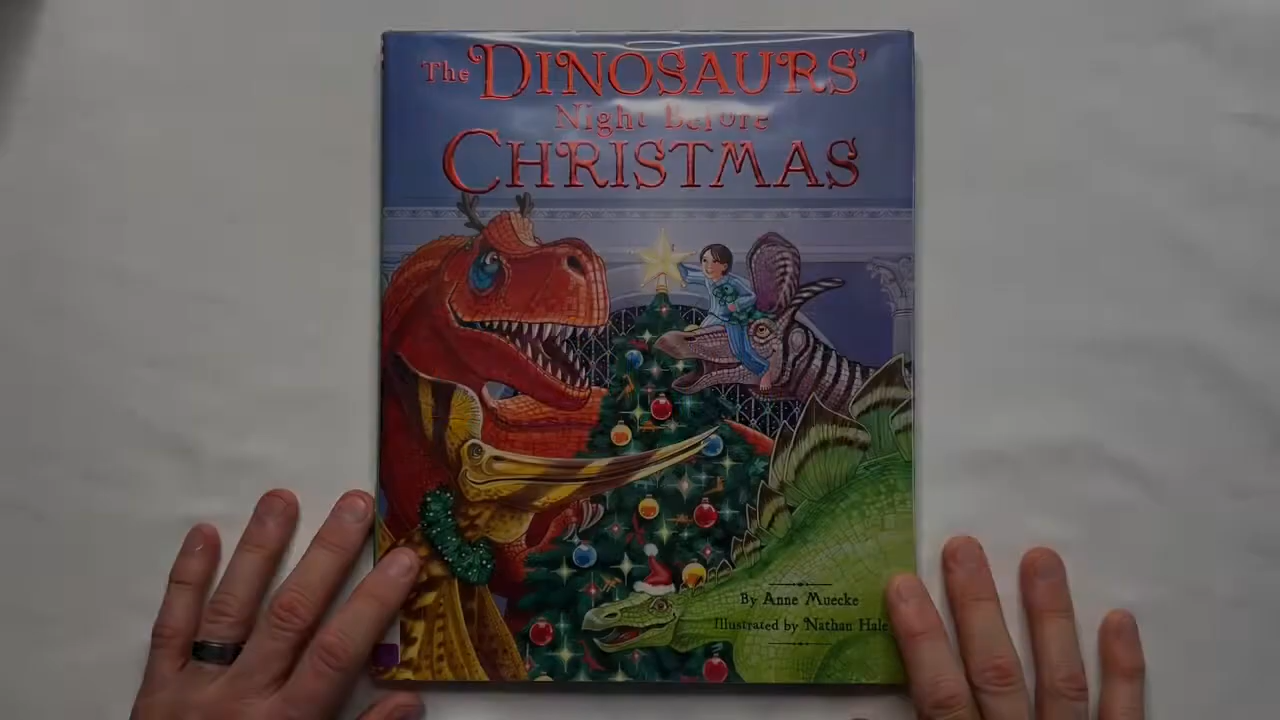 The DINOSAURS'
Night Before
CHRISTMAS
By Anne Muecke
Illustrated by Nathan Hale